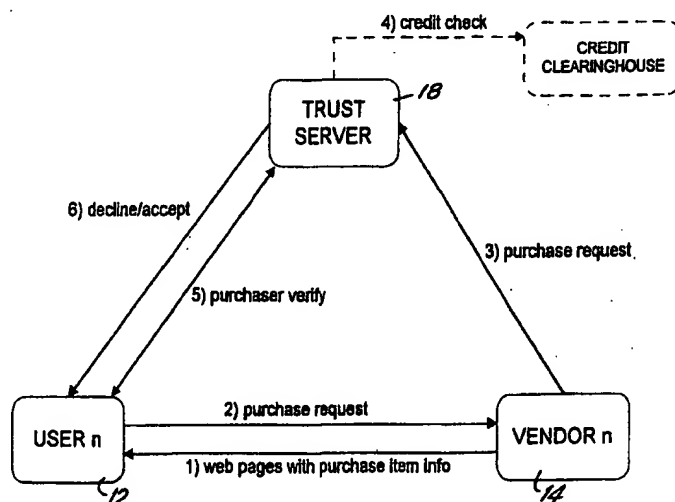 4) credit check
CREDIT
CLEARINGHOUSE
18
TRUST
SERVER
6) decline/accept
3) purchase request
5) purchaser verify
2) purchase request
USER n
VENDOR n
1) web pages with purchase item info
12
14